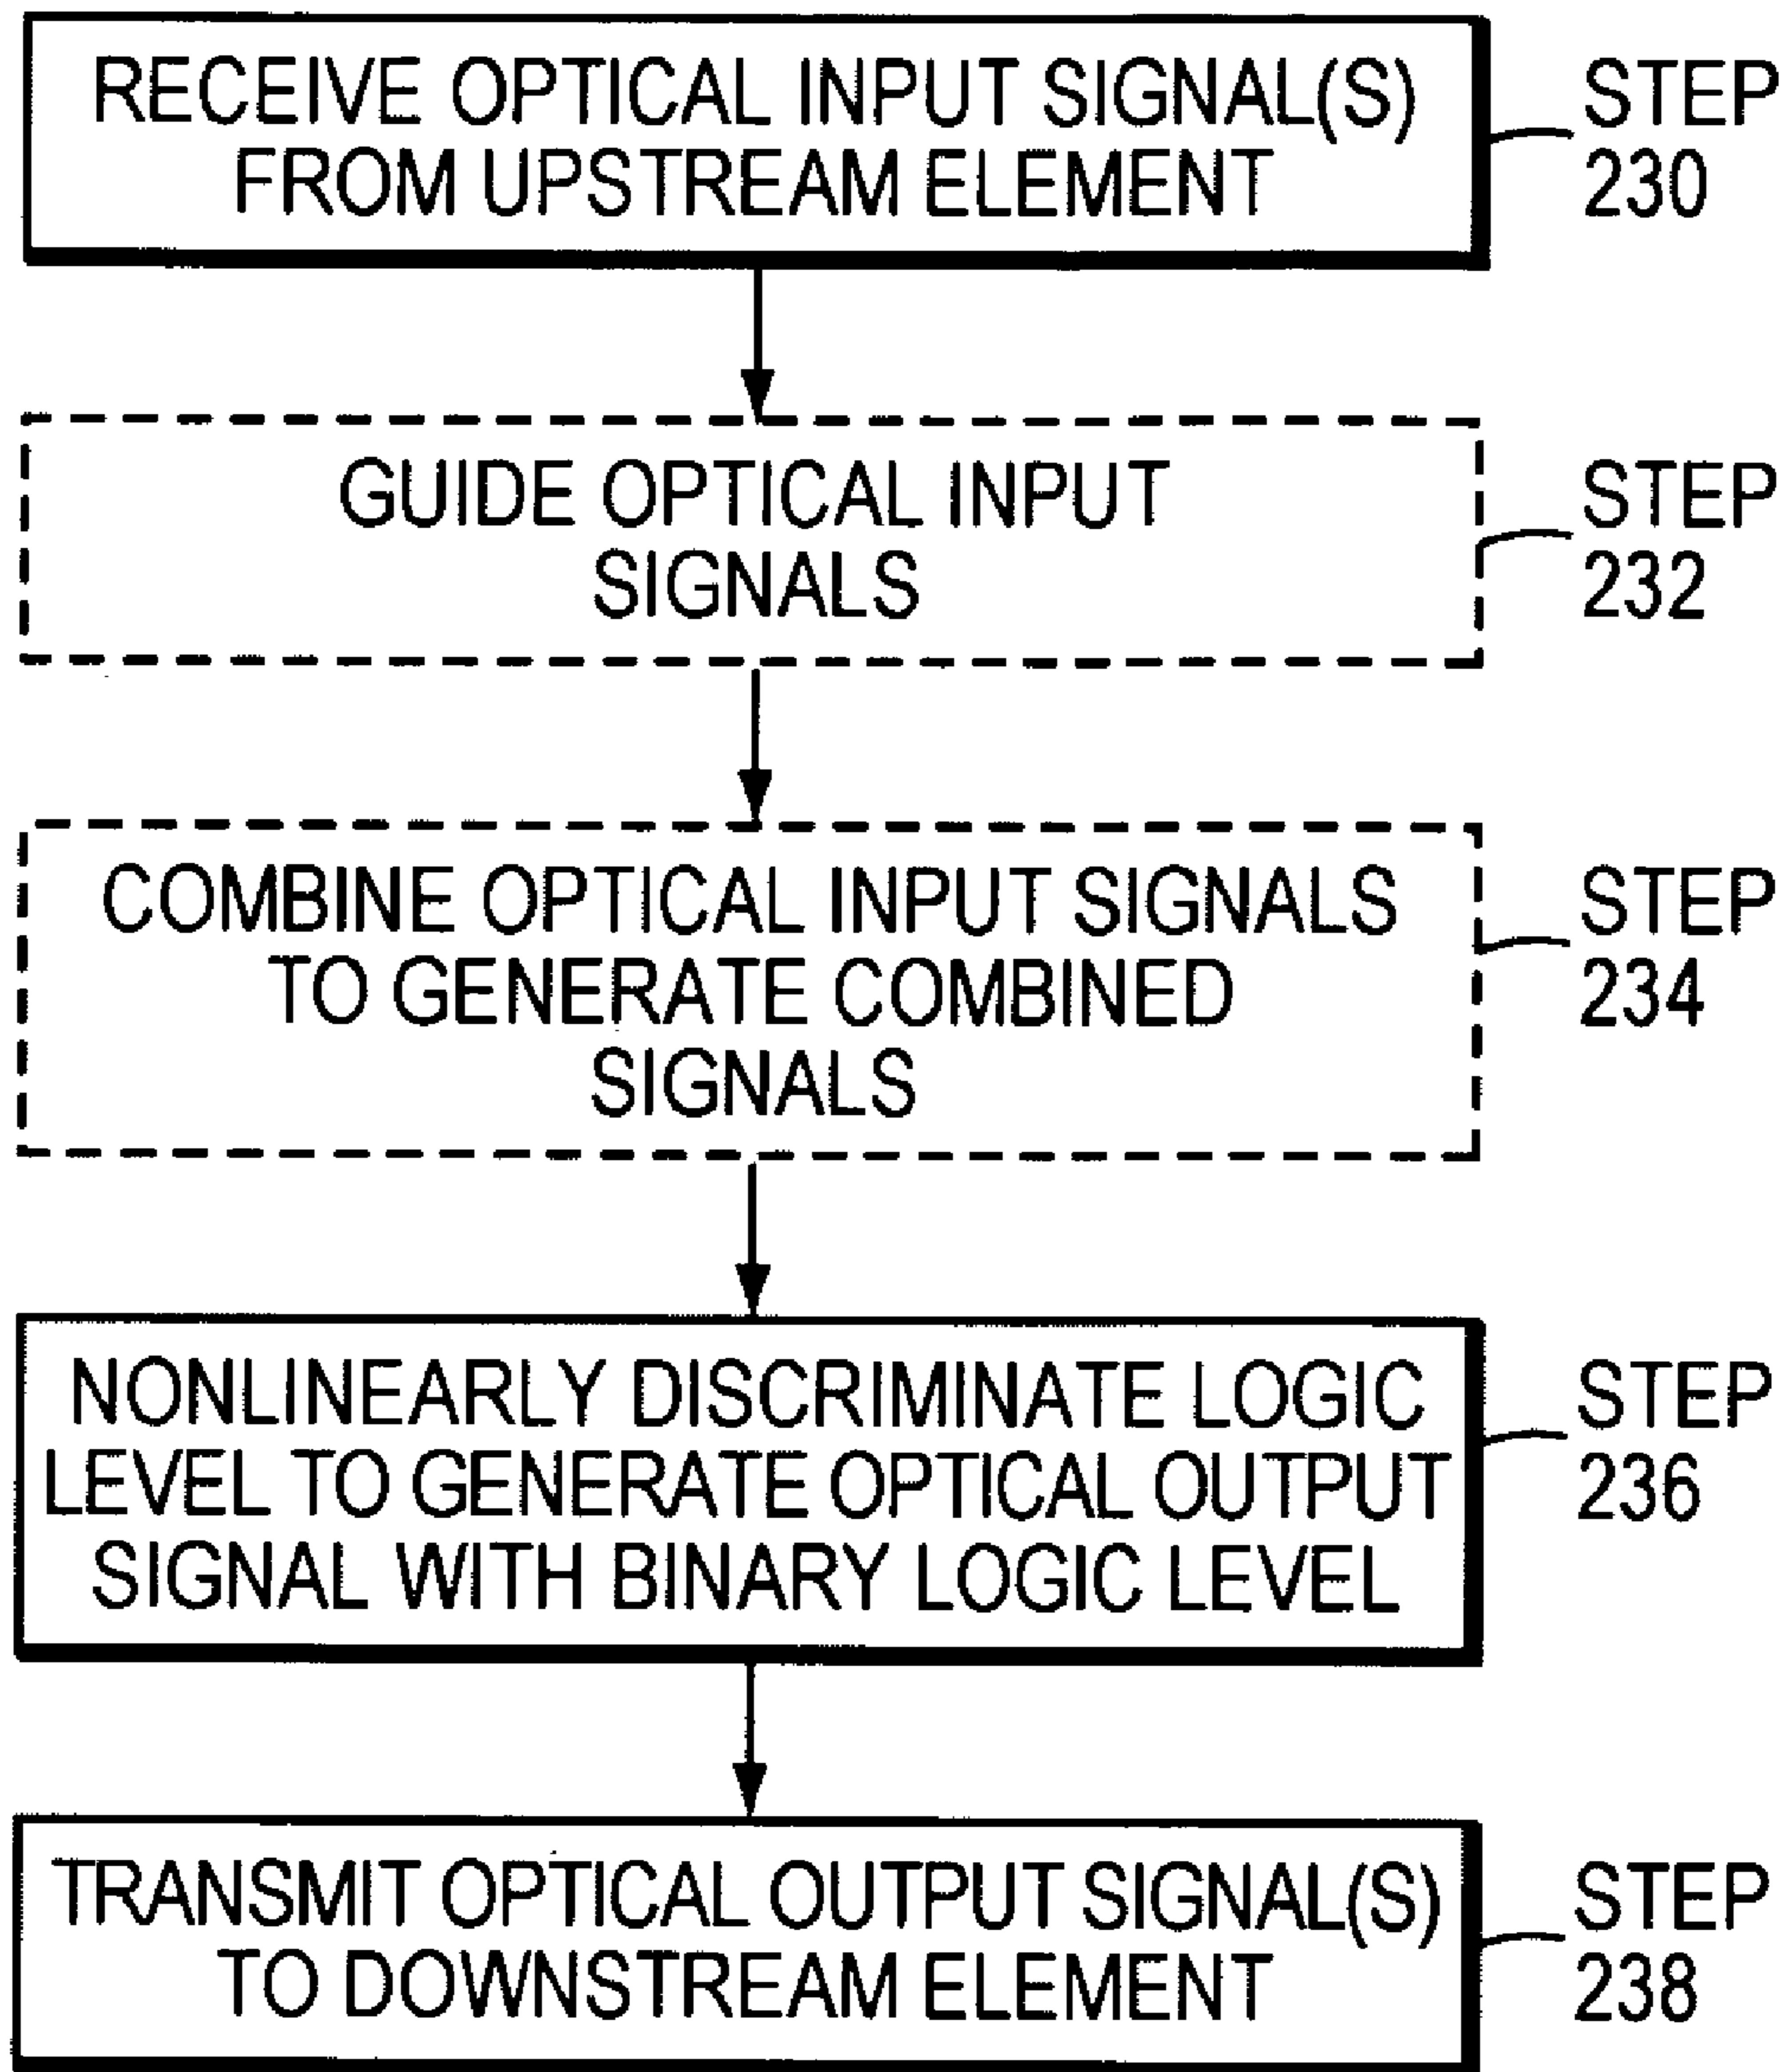 RECEIVE OPTICAL INPUT SIGNAL(S)
FROM UPSTREAM ELEMENT
STEP
230
GUIDE OPTICAL INPUT
SIGNALS
STEP
232
COMBINE OPTICAL INPUT SIGNALS
TO GENERATE COMBINED
SIGNALS
STEP
234
NONLINEARLY DISCRIMINATE LOGIC
LEVEL TO GENERATE OPTICAL OUTPUT
SIGNAL WITH BINARY LOGIC LEVEL
STEP
236
TRANSMIT OPTICAL OUTPUT SIGNAL(S)
TO DOWNSTREAM ELEMENT
STEP
238